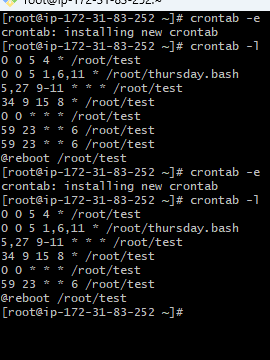 root@ip-172-31-83-252:~
[root@ip-172-31-83-252 ~]# crontab -e
crontab: installing new crontab
[root@ip-172-31-83-252 ~]# crontab -l
0 0 5 4 * /root/test
0 0 5 1,6,11 * /root/thursday.bash
5,27 9-11 * * * /root/test
34 9 15 8 * /root/test
0 0 * * * /root/test
59 23 * * 6 /root/test
@reboot /root/test
[root@ip-172-31-83-252 ~]# crontab -e
crontab: installing new crontab
[root@ip-172-31-83-252 ~]# crontab -l
0 0 5 4 * /root/test
0 0 5 1,6,11 * /root/thursday.bash
5,27 9-11 * * * /root/test
34 9 15 8 * /root/test
0 0 * * * /root/test
59 23 * * 6 /root/test
@reboot /root/test
[root@ip-172-31-83-252 ~]#